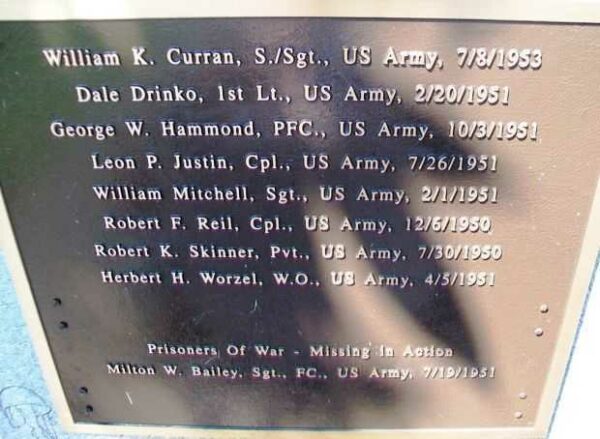 William K. Curran, S./Sgt., US Army, 7/8/1953
Dale Drinko, 1st Lt., US Army, 2/20/1951
George W. Hammond, PFC., US Army, 10/3/1951
Leon P. Justin, Cpl., US Army, 7/26/1951
William Mitchell, Sgt., US Army, 2/1/1951
Robert F. Reil, Cpl., US Army, 12/6/1950
Robert K. Skinner, Pvt., US Army, 7/30/1950
Herbert H. Worzel, W.O., US Army, 4/5/1951
Prisoners Of War - Missing in Action
Milton W. Bailey, Sgt., FC., US Army, 7/19/1951